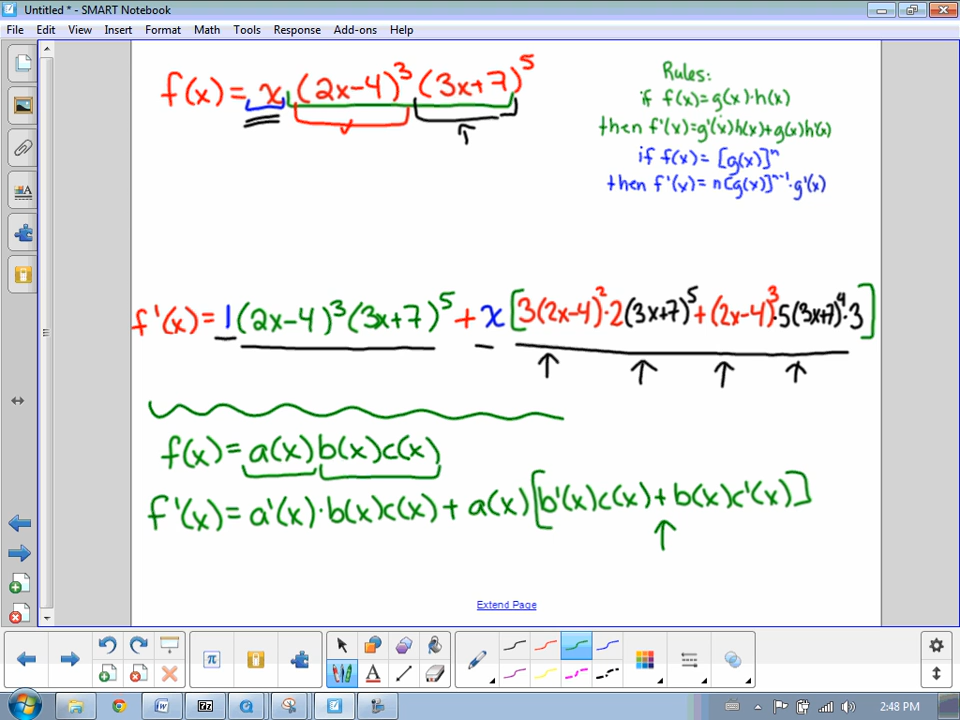 Untitled * - SMART Notebook
File Edit View Insert Format Math Tools Response Add-ons Help
f(x) = x(2x-4)³(3x+7)⁵
Rules:
if f(x) = g(x)·h(x)
then f'(x) = g'(x)h(x)+g(x)h'(x)
if f(x) = [g(x)]ⁿ
then f'(x) = n[g(x)]ⁿ⁻¹·g'(x)
f'(x) = 1(2x-4)³(3x+7)⁵ + x[3(2x-4)²·2(3x+7)⁵+(2x-4)³·5(3x+7)⁴·3]
f(x) = a(x)b(x)c(x)
f'(x) = a'(x)·b(x)c(x) + a(x)[b'(x)c(x)+b(x)c'(x)]
Extend Page
2:48 PM